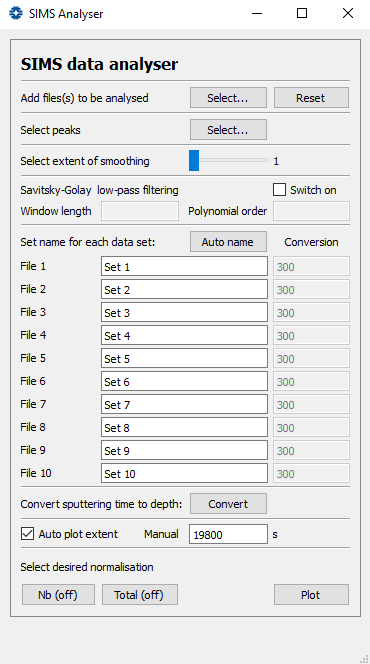 SIMS Analyser
SIMS data analyser
Add files(s) to be analysed Select... Reset
Select peaks Select...
Select extent of smoothing 1
Savitsky-Golay low-pass filtering Switch on
Window length Polynomial order
Set name for each data set: Auto name Conversion
File 1 Set 1 300
File 2 Set 2 300
File 3 Set 3 300
File 4 Set 4 300
File 5 Set 5 300
File 6 Set 6 300
File 7 Set 7 300
File 8 Set 8 300
File 9 Set 9 300
File 10 Set 10 300
Convert sputtering time to depth: Convert
Auto plot extent Manual 19800 s
Select desired normalisation
Nb (off) Total (off) Plot